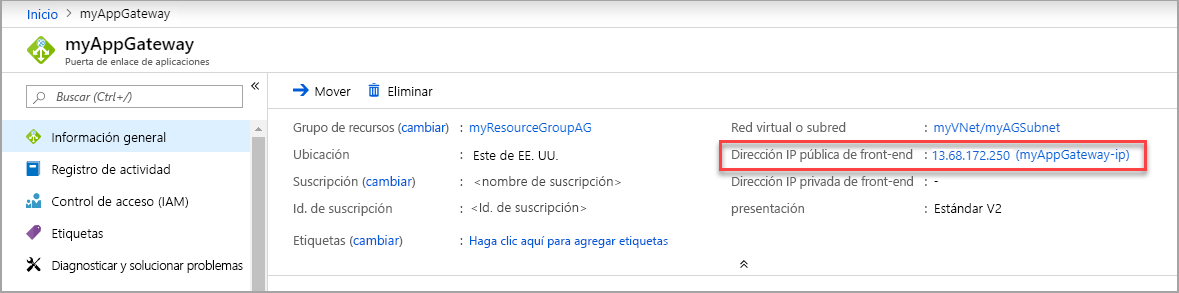 Inicio > myAppGateway
myAppGateway
Puerta de enlace de aplicaciones
Buscar (Ctrl+/)
«
Información general
Registro de actividad
Control de acceso (IAM)
Etiquetas
Diagnosticar y solucionar problemas
Mover Eliminar
Grupo de recursos (cambiar) : myResourceGroupAG
Ubicación : Este de EE. UU.
Suscripción (cambiar) : <nombre de suscripción>
Id. de suscripción : <Id. de suscripción>
Etiquetas (cambiar) : Haga clic aquí para agregar etiquetas
Red virtual o subred : myVNet/myAGSubnet
Dirección IP pública de front-end : 13.68.172.250 (myAppGateway-ip)
Dirección IP privada de front-end : -
presentación : Estándar V2